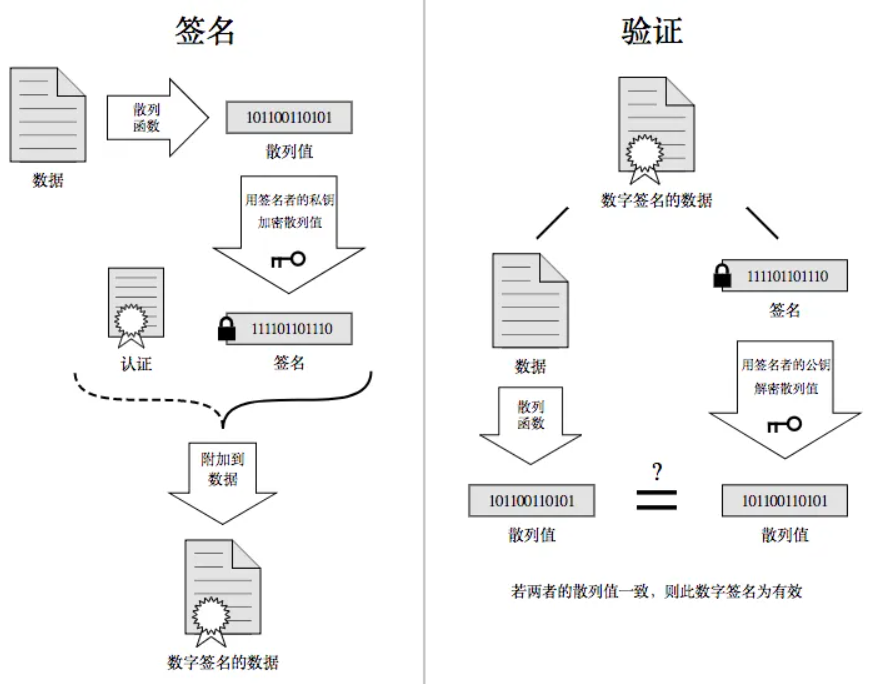 签名
散列
函数
101100110101
散列值
数据
用签名者的私钥
加密散列值
111101101110
认证
签名
附加到
数据
数字签名的数据
验证
数字签名的数据
数据
111101101110
签名
散列
函数
用签名者的公钥
解密散列值
101100110101
散列值
?
101100110101
散列值
若两者的散列值一致，则此数字签名为有效